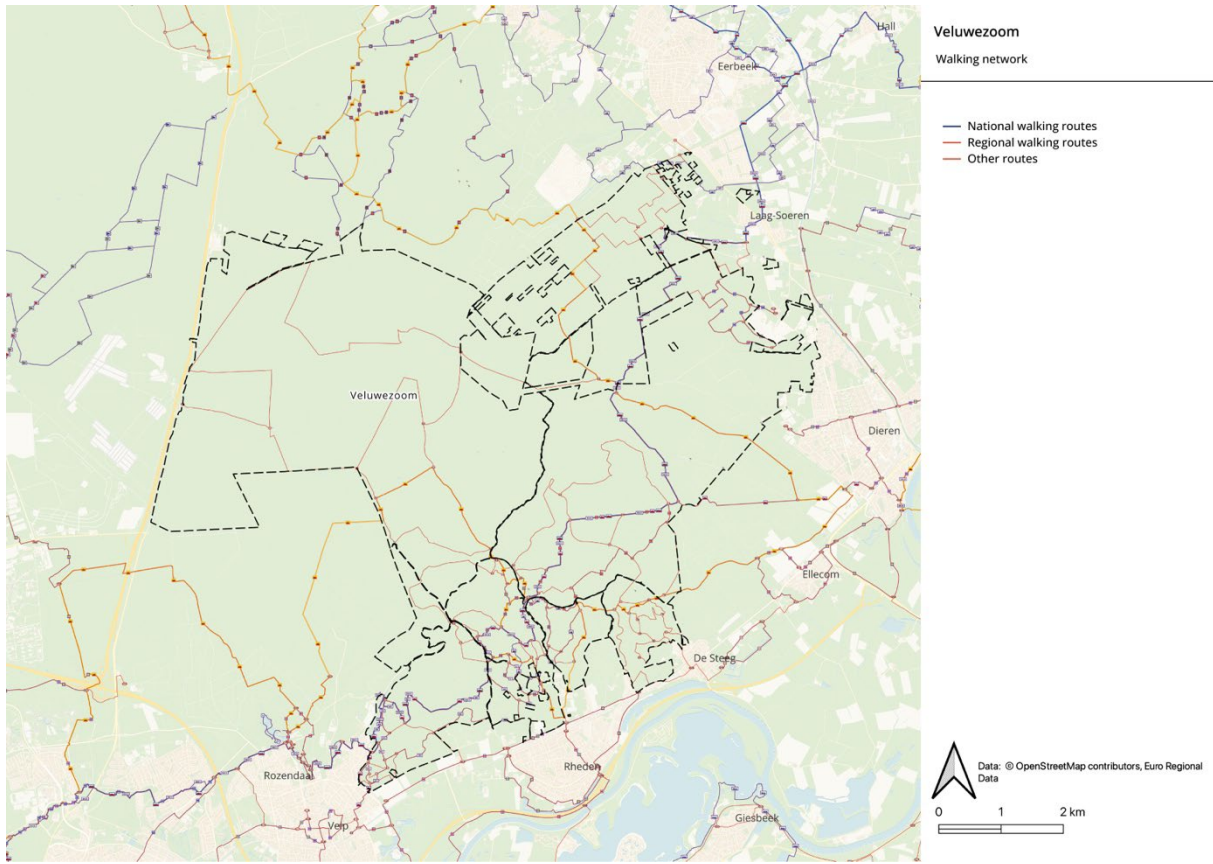 Veluwezoom
Walking network
National walking routes
Regional walking routes
Other routes
Hall
Eerbeek
Laag-Soeren
Veluwezoom
Dieren
Ellecom
De Steeg
Rozendaal
Rheden
Velp
Giesbeek
Data: © OpenStreetMap contributors, Euro Regional
Data
0 1 2 km